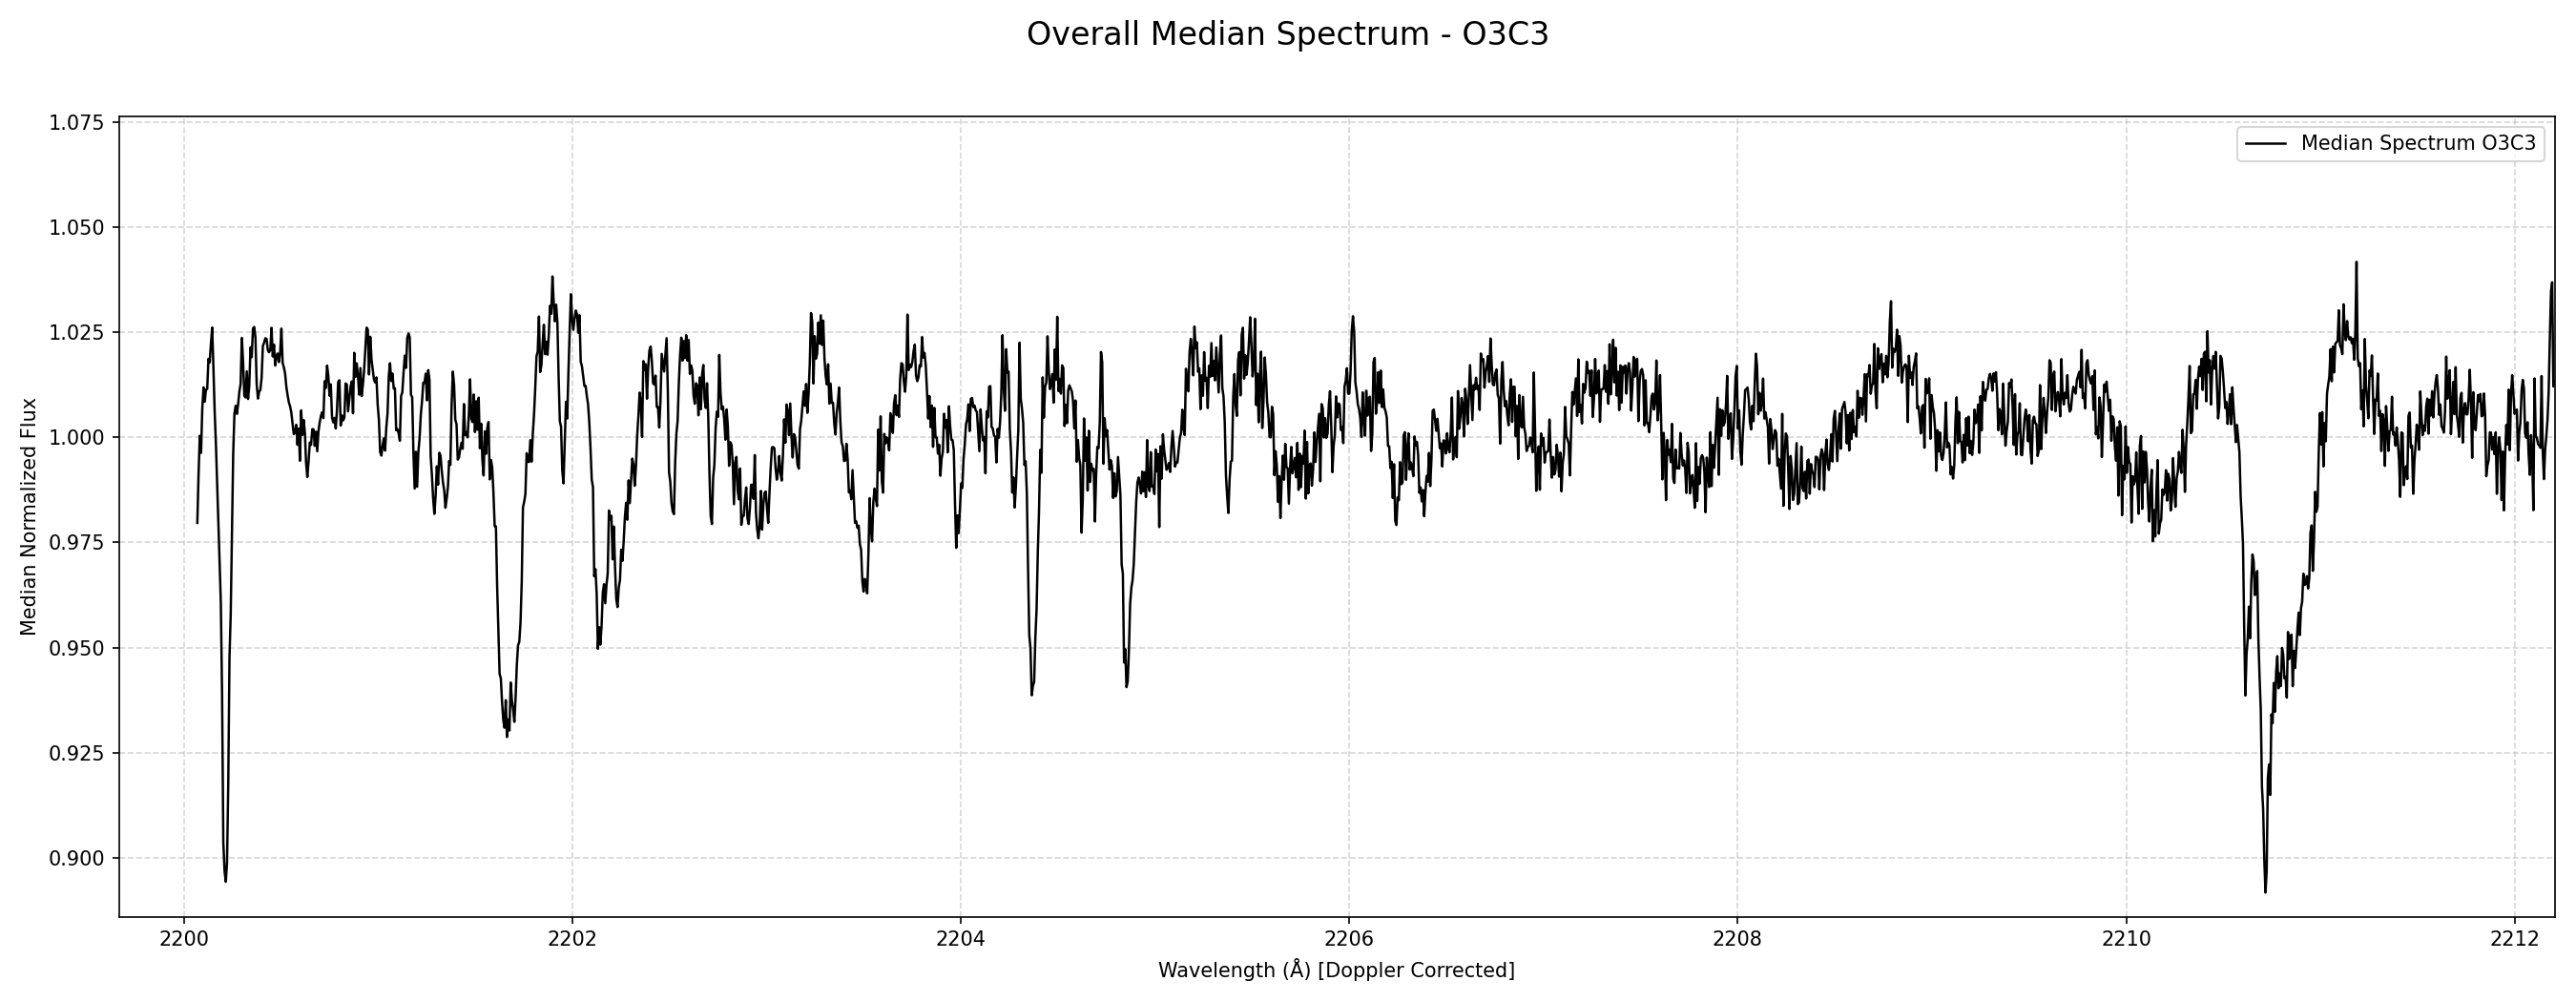 Overall Median Spectrum - O3C3
Median Spectrum O3C3
1.075
1.050
1.025
1.000
0.975
0.950
0.925
0.900
Median Normalized Flux
2200 2202 2204 2206 2208 2210 2212
Wavelength (Å) [Doppler Corrected]